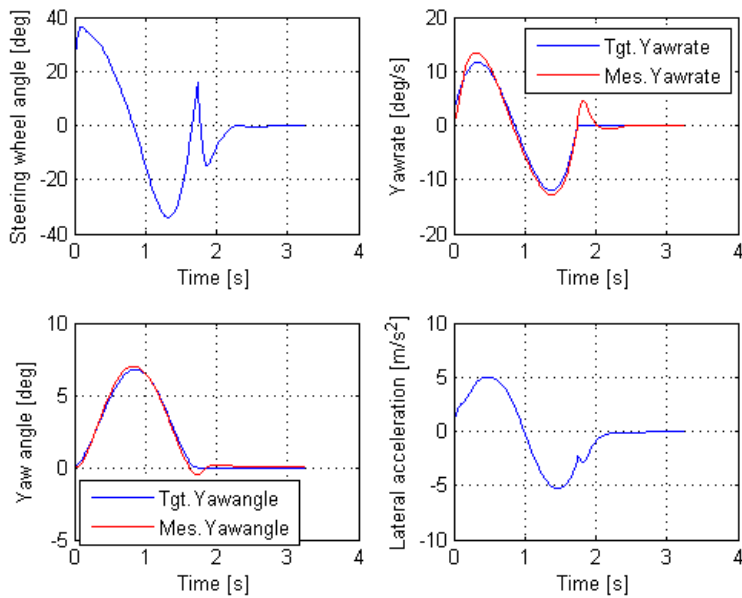 Steering wheel angle [deg]
40
20
0
-20
-40
0 1 2 3 4
Time [s]
Yawrate [deg/s]
20
10
0
-10
-20
0 1 2 3 4
Time [s]
Tgt.Yawrate
Mes.Yawrate
Yaw angle [deg]
10
5
0
-5
0 1 2 3 4
Time [s]
Tgt.Yawangle
Mes.Yawangle
Lateral acceleration [m/s²]
10
5
0
-5
-10
0 1 2 3 4
Time [s]